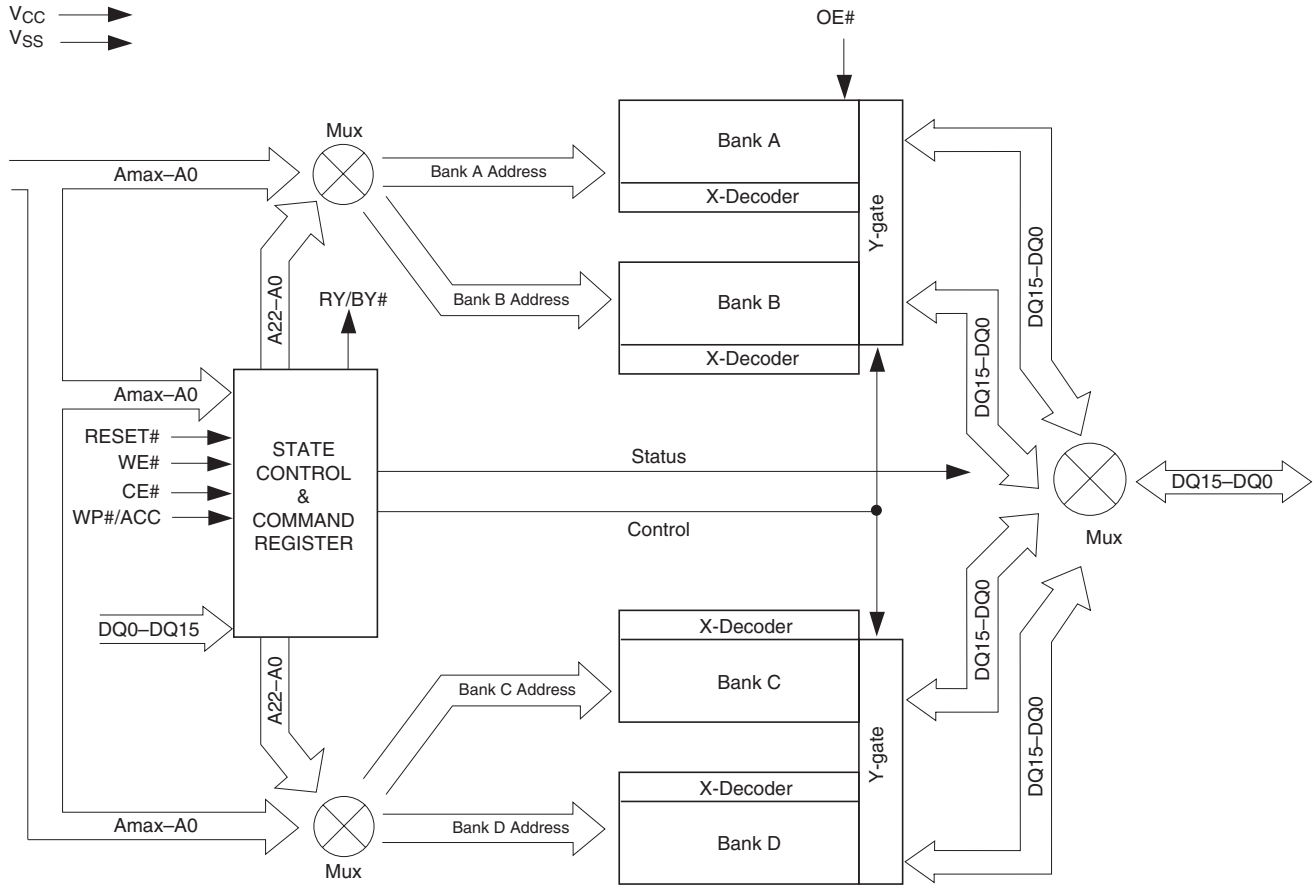 VCC
VSS
OE#
Mux
Bank A
Amax–A0
Bank A Address
X-Decoder
Y-gate
DQ15–DQ0
A22–A0
RY/BY#
Bank B Address
Bank B
X-Decoder
DQ15–DQ0
Amax–A0
RESET#
WE#
CE#
WP#/ACC
STATE
CONTROL
&
COMMAND
REGISTER
Status
Control
DQ15–DQ0
Mux
DQ0–DQ15
A22–A0
X-Decoder
Bank C Address
Bank C
DQ15–DQ0
Y-gate
DQ15–DQ0
X-Decoder
Amax–A0
Bank D Address
Bank D
Mux